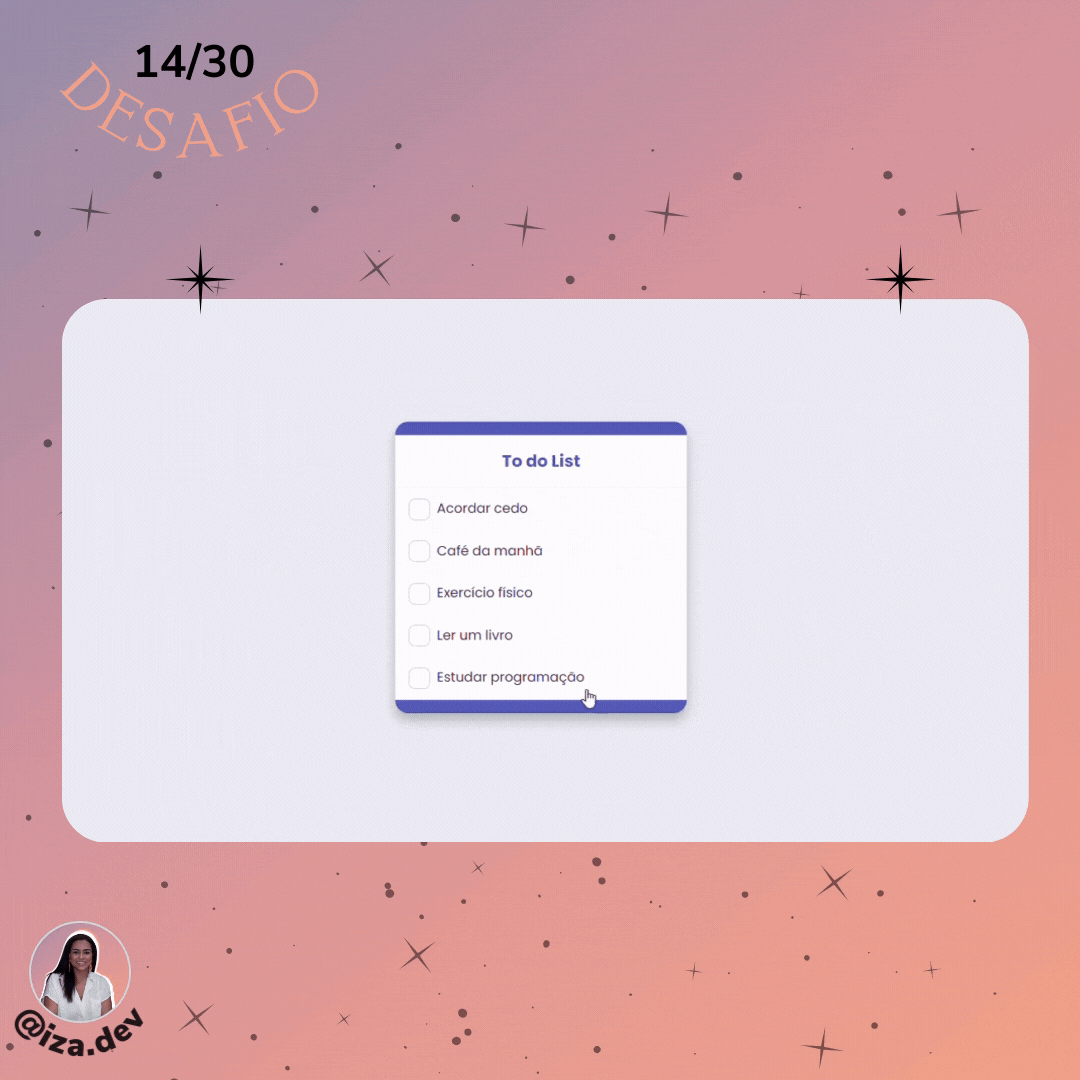 14/30
DESAFIO
To do List
Acordar cedo
Café da manhã
Exercício físico
Ler um livro
Estudar programação
@iza.dev